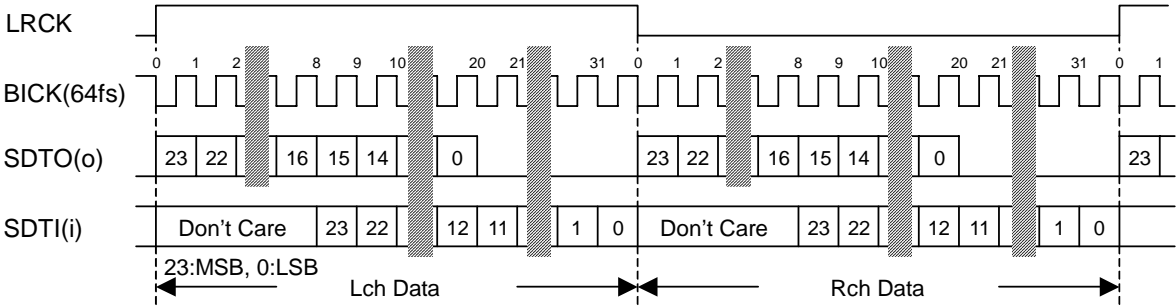 LRCK
0 1 2 8 9 10 20 21 31 0 1 2 8 9 10 20 21 31 0 1
BICK(64fs)
SDTO(o) 23 22 16 15 14 0 23 22 16 15 14 0 23
SDTI(i) Don't Care 23 22 12 11 1 0 Don't Care 23 22 12 11 1 0
23:MSB, 0:LSB
Lch Data Rch Data